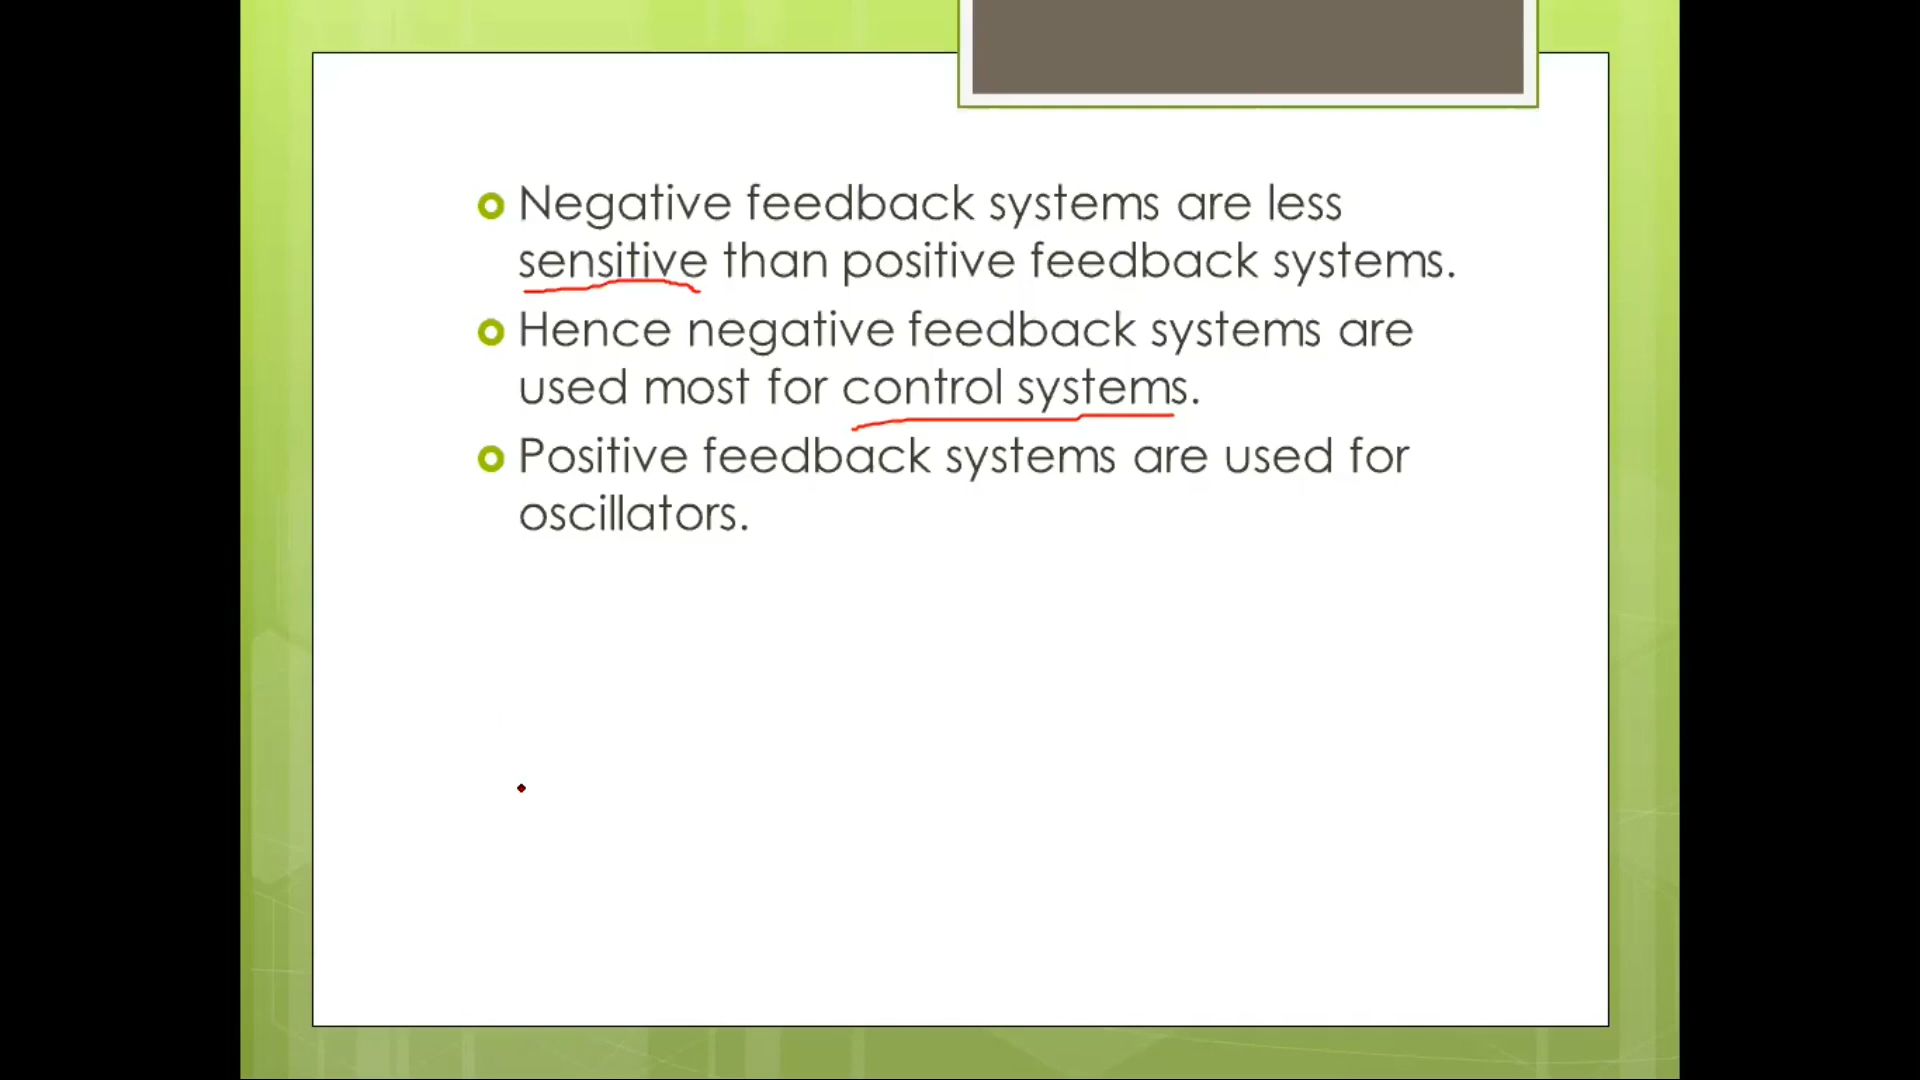 Negative feedback systems are less
sensitive than positive feedback systems.
Hence negative feedback systems are
used most for control systems.
Positive feedback systems are used for
oscillators.